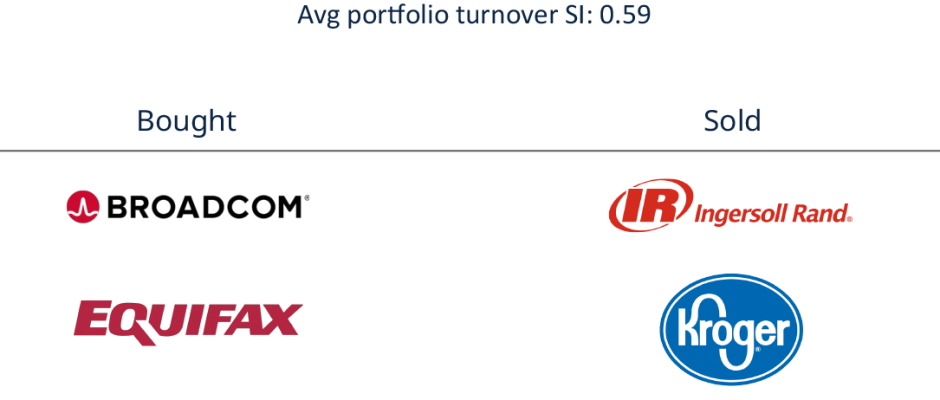 Avg portfolio turnover SI: 0.59
Bought Sold
BROADCOM® IR Ingersoll Rand®
EQUIFAX Kroger®